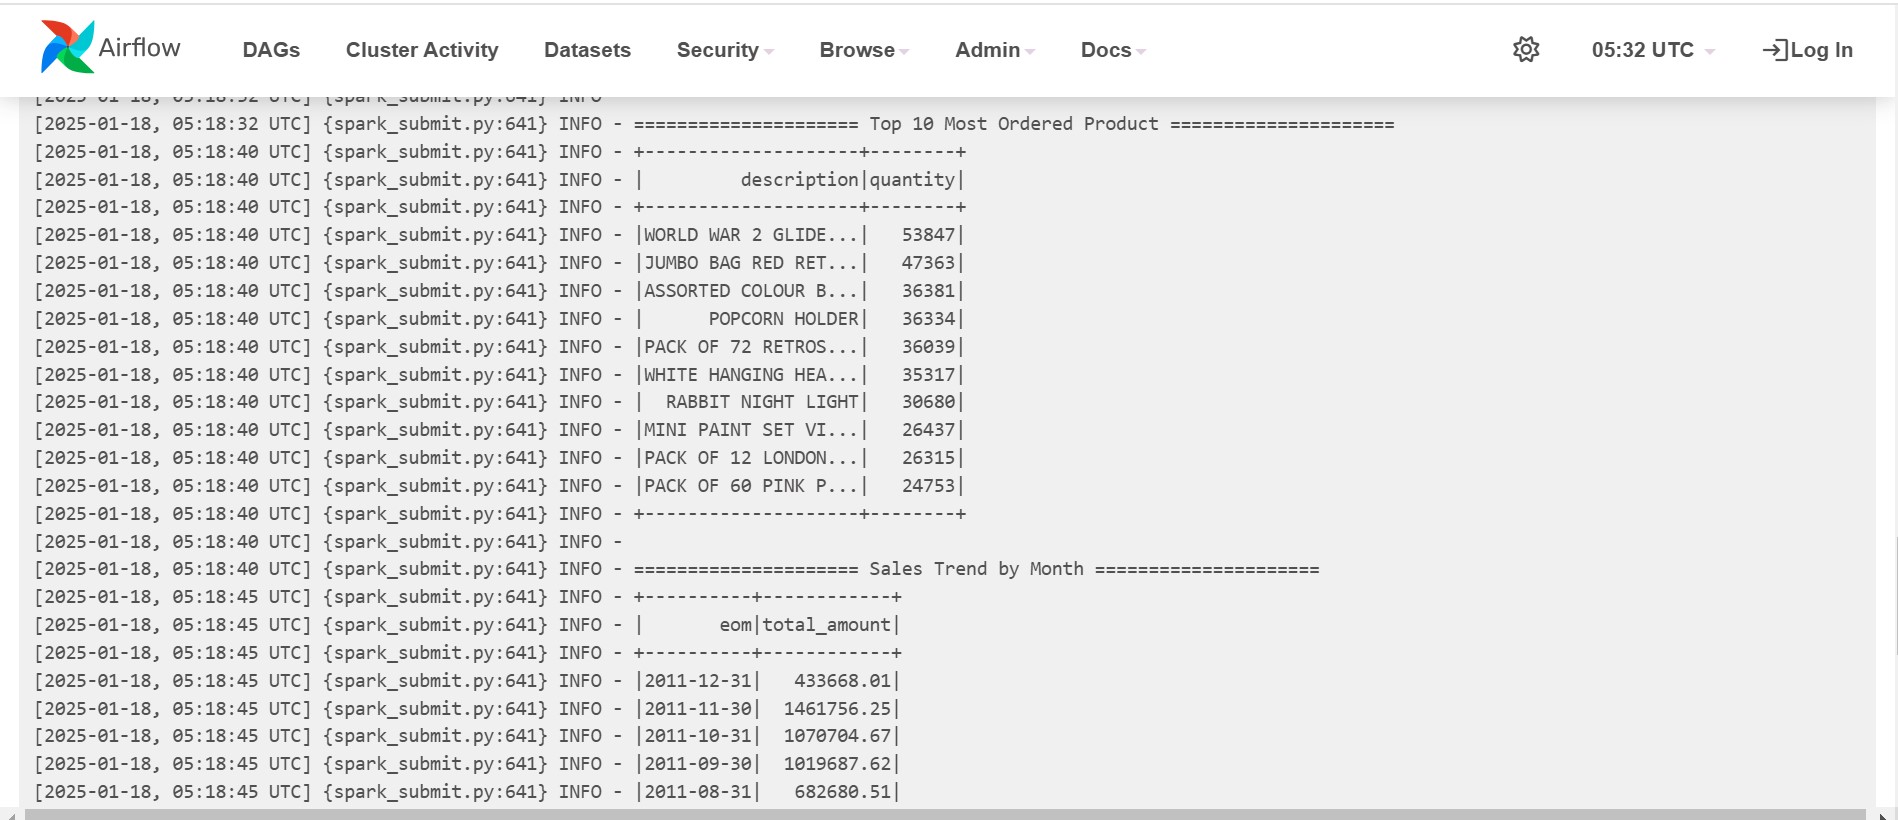 Airflow DAGs Cluster Activity Datasets Security Browse Admin Docs 05:32 UTC Log In
[2025-01-18, 05:18:32 UTC] {spark_submit.py:641} INFO
[2025-01-18, 05:18:32 UTC] {spark_submit.py:641} INFO - ===================== Top 10 Most Ordered Product =====================
[2025-01-18, 05:18:40 UTC] {spark_submit.py:641} INFO - +--------------------+--------+
[2025-01-18, 05:18:40 UTC] {spark_submit.py:641} INFO - |         description|quantity|
[2025-01-18, 05:18:40 UTC] {spark_submit.py:641} INFO - +--------------------+--------+
[2025-01-18, 05:18:40 UTC] {spark_submit.py:641} INFO - |WORLD WAR 2 GLIDE...|   53847|
[2025-01-18, 05:18:40 UTC] {spark_submit.py:641} INFO - |JUMBO BAG RED RET...|   47363|
[2025-01-18, 05:18:40 UTC] {spark_submit.py:641} INFO - |ASSORTED COLOUR B...|   36381|
[2025-01-18, 05:18:40 UTC] {spark_submit.py:641} INFO - |      POPCORN HOLDER|   36334|
[2025-01-18, 05:18:40 UTC] {spark_submit.py:641} INFO - |PACK OF 72 RETROS...|   36039|
[2025-01-18, 05:18:40 UTC] {spark_submit.py:641} INFO - |WHITE HANGING HEA...|   35317|
[2025-01-18, 05:18:40 UTC] {spark_submit.py:641} INFO - |  RABBIT NIGHT LIGHT|   30680|
[2025-01-18, 05:18:40 UTC] {spark_submit.py:641} INFO - |MINI PAINT SET VI...|   26437|
[2025-01-18, 05:18:40 UTC] {spark_submit.py:641} INFO - |PACK OF 12 LONDON...|   26315|
[2025-01-18, 05:18:40 UTC] {spark_submit.py:641} INFO - |PACK OF 60 PINK P...|   24753|
[2025-01-18, 05:18:40 UTC] {spark_submit.py:641} INFO - +--------------------+--------+
[2025-01-18, 05:18:40 UTC] {spark_submit.py:641} INFO -
[2025-01-18, 05:18:40 UTC] {spark_submit.py:641} INFO - ===================== Sales Trend by Month =====================
[2025-01-18, 05:18:45 UTC] {spark_submit.py:641} INFO - +----------+------------+
[2025-01-18, 05:18:45 UTC] {spark_submit.py:641} INFO - |       eom|total_amount|
[2025-01-18, 05:18:45 UTC] {spark_submit.py:641} INFO - +----------+------------+
[2025-01-18, 05:18:45 UTC] {spark_submit.py:641} INFO - |2011-12-31|   433668.01|
[2025-01-18, 05:18:45 UTC] {spark_submit.py:641} INFO - |2011-11-30|  1461756.25|
[2025-01-18, 05:18:45 UTC] {spark_submit.py:641} INFO - |2011-10-31|  1070704.67|
[2025-01-18, 05:18:45 UTC] {spark_submit.py:641} INFO - |2011-09-30|  1019687.62|
[2025-01-18, 05:18:45 UTC] {spark_submit.py:641} INFO - |2011-08-31|   682680.51|